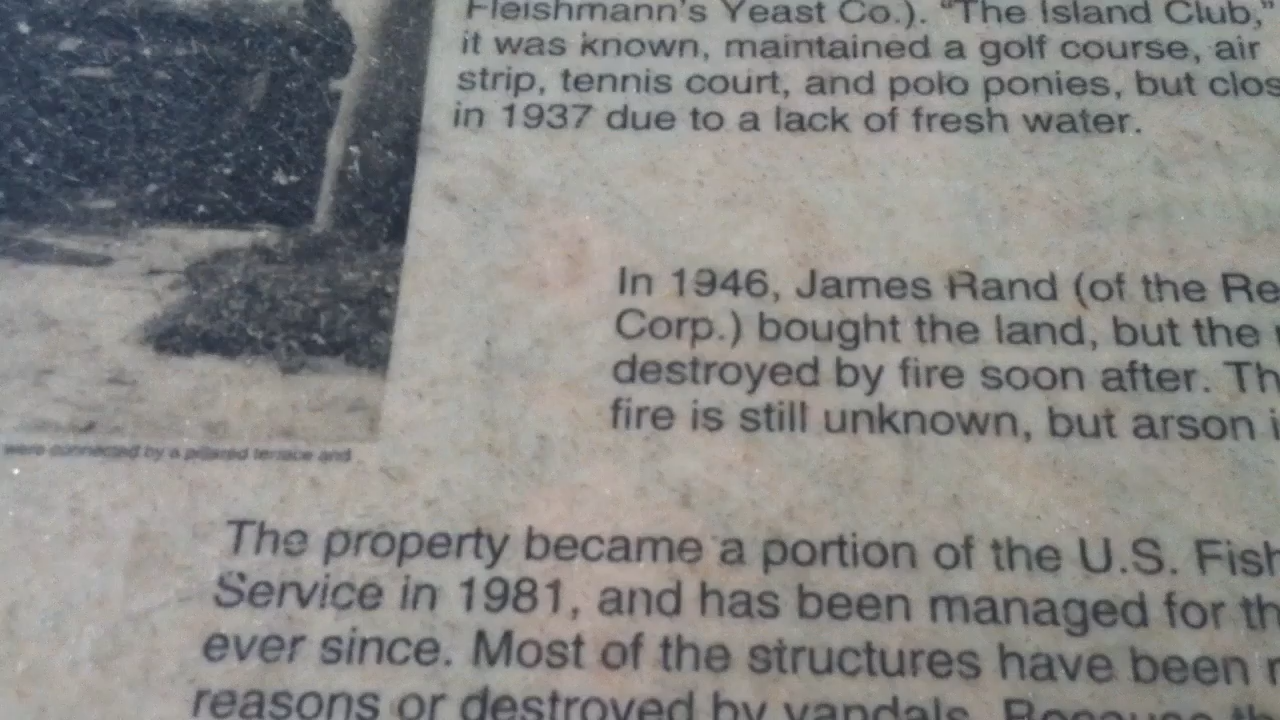 Fleishmann's Yeast Co.). "The Island Club,"
it was known, maintained a golf course, air
strip, tennis court, and polo ponies, but clos
in 1937 due to a lack of fresh water.
In 1946, James Rand (of the Re
Corp.) bought the land, but the
destroyed by fire soon after. Th
fire is still unknown, but arson i
were connected by a pillared terrace and
The property became a portion of the U.S. Fish
Service in 1981, and has been managed for th
ever since. Most of the structures have been
reasons or destroyed by vandals. Because th